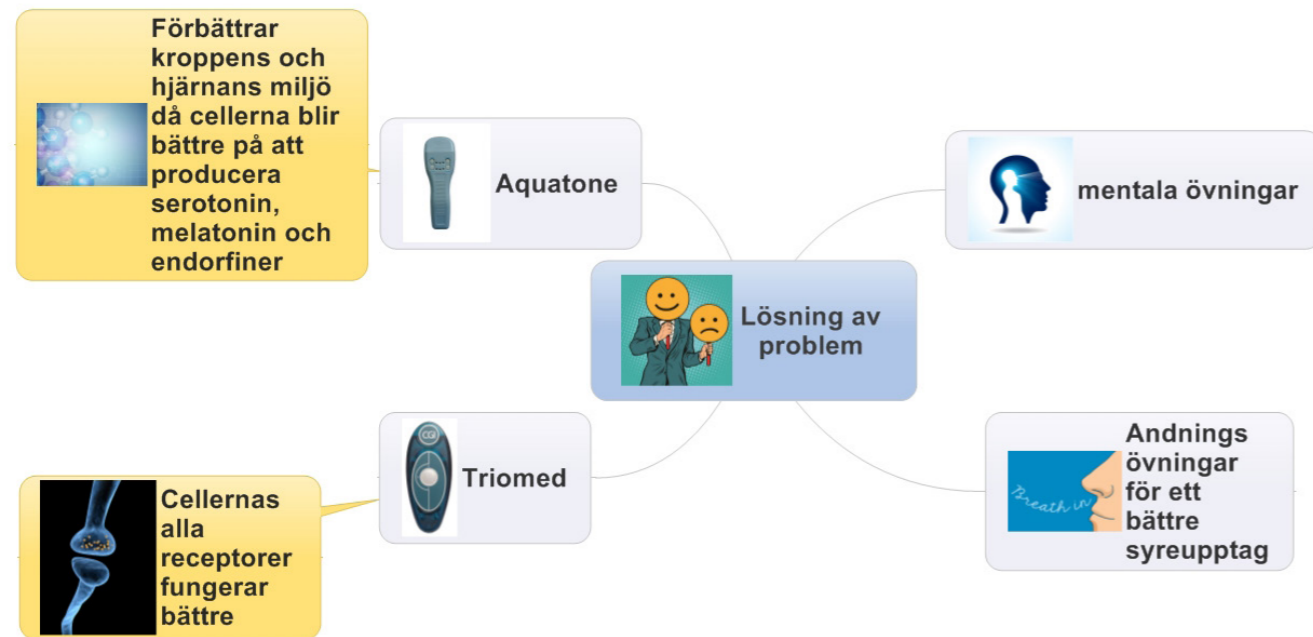 Förbättrar
kroppens och
hjärnans miljö
då cellerna blir
bättre på att
producera
serotonin,
melatonin och
endorfiner
Aquatone
mentala övningar
Lösning av
problem
Triomed
Cellernas
alla
receptorer
fungerar
bättre
Andnings
övningar
för ett
bättre
syreupptag
Breath in